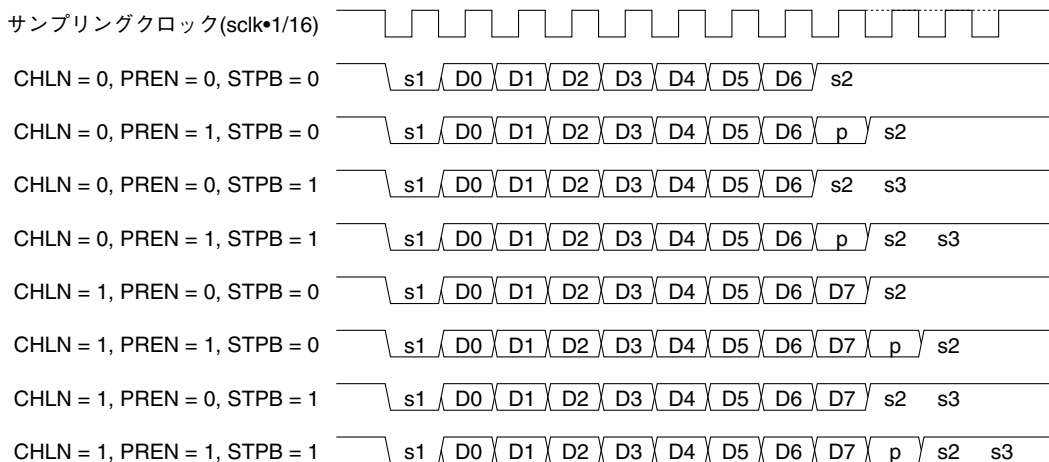 サンプリングクロック(sclk•1/16)
CHLN = 0, PREN = 0, STPB = 0 s1 D0 D1 D2 D3 D4 D5 D6 s2
CHLN = 0, PREN = 1, STPB = 0 s1 D0 D1 D2 D3 D4 D5 D6 p s2
CHLN = 0, PREN = 0, STPB = 1 s1 D0 D1 D2 D3 D4 D5 D6 s2 s3
CHLN = 0, PREN = 1, STPB = 1 s1 D0 D1 D2 D3 D4 D5 D6 p s2 s3
CHLN = 1, PREN = 0, STPB = 0 s1 D0 D1 D2 D3 D4 D5 D6 D7 s2
CHLN = 1, PREN = 1, STPB = 0 s1 D0 D1 D2 D3 D4 D5 D6 D7 p s2
CHLN = 1, PREN = 0, STPB = 1 s1 D0 D1 D2 D3 D4 D5 D6 D7 s2 s3
CHLN = 1, PREN = 1, STPB = 1 s1 D0 D1 D2 D3 D4 D5 D6 D7 p s2 s3